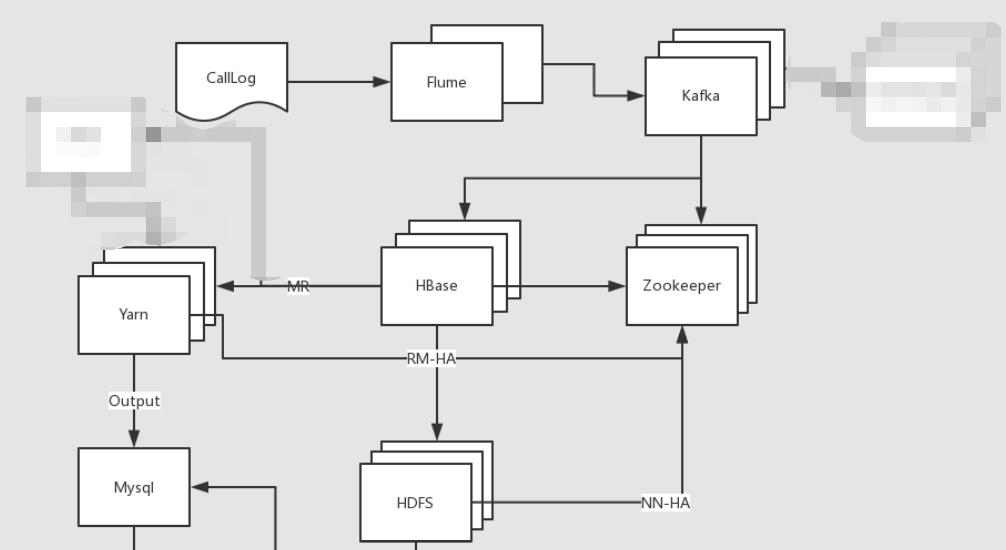 CallLog
Flume
Kafka
MR
HBase
Zookeeper
Yarn
RM-HA
Output
Mysql
HDFS
NN-HA